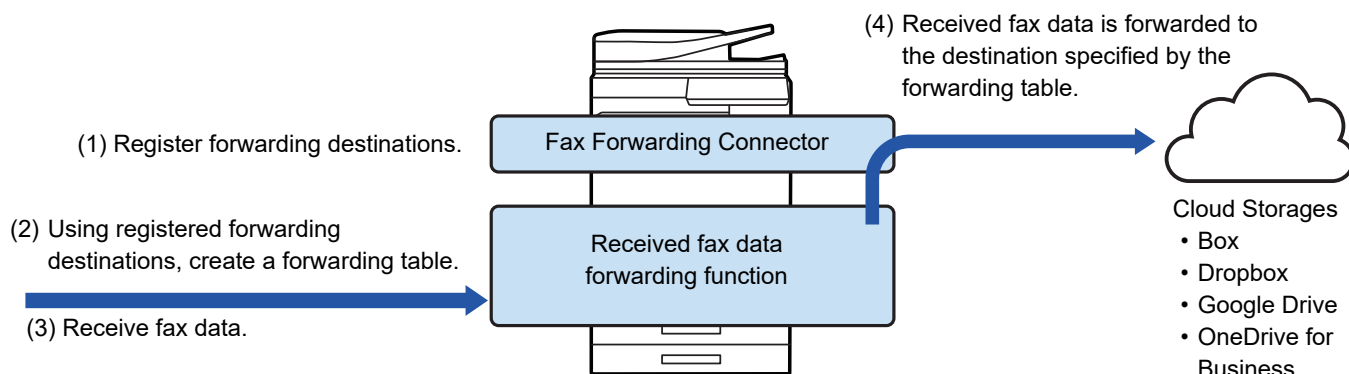 (1) Register forwarding destinations.
(2) Using registered forwarding
destinations, create a forwarding table.
(3) Receive fax data.
Fax Forwarding Connector
Received fax data
forwarding function
(4) Received fax data is forwarded to
the destination specified by the
forwarding table.
Cloud Storages
• Box
• Dropbox
• Google Drive
• OneDrive for
Business